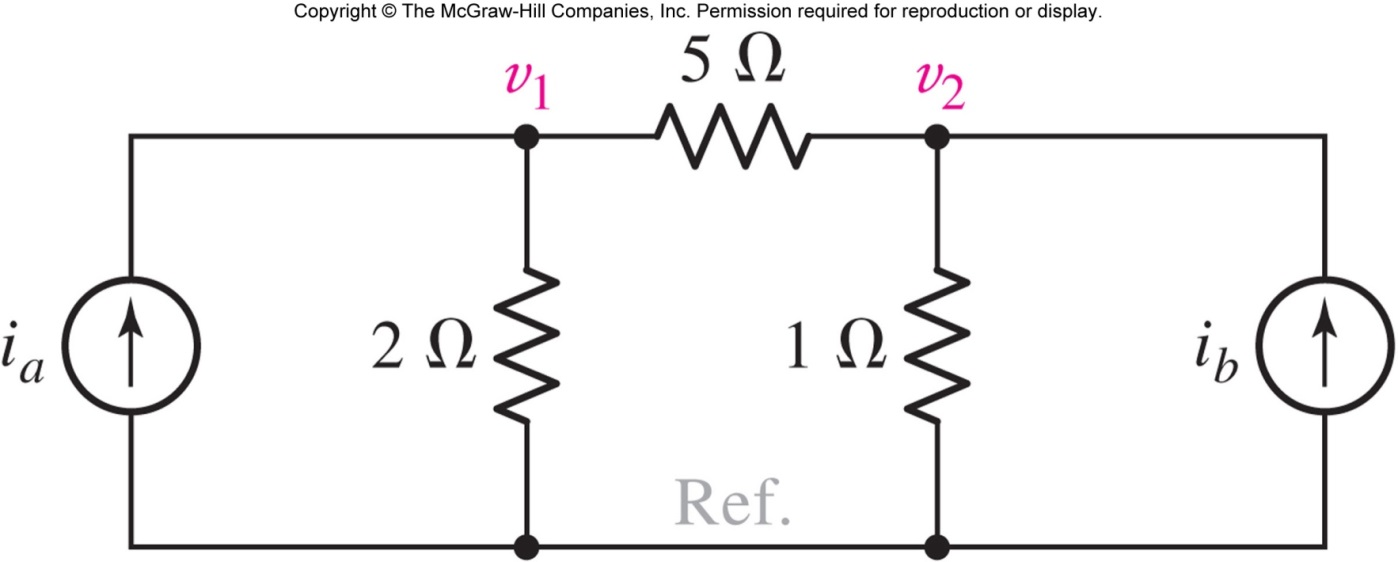 Copyright © The McGraw-Hill Companies, Inc. Permission required for reproduction or display.
5 Ω
v1 v2
ia 2 Ω 1 Ω ib
Ref.